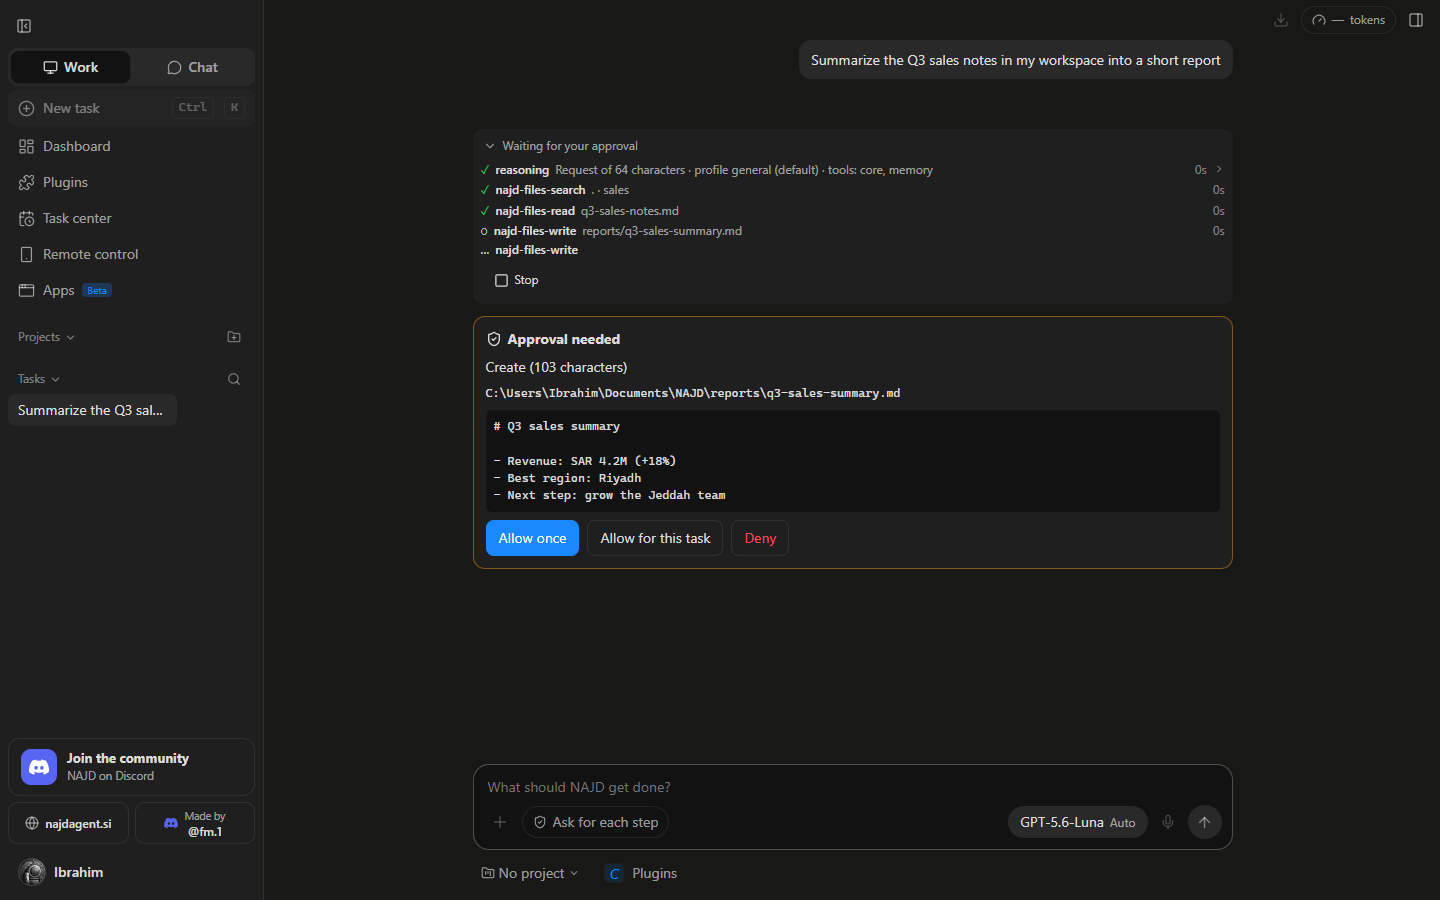 Work
Chat
New task Ctrl K
Dashboard
Plugins
Task center
Remote control
Apps Beta
Projects
Tasks
Summarize the Q3 sal...
Join the community
NAJD on Discord
najdagent.si
Made by
@fm.1
Ibrahim
— tokens
Summarize the Q3 sales notes in my workspace into a short report
Waiting for your approval
reasoning Request of 64 characters · profile general (default) · tools: core, memory 0s
najd-files-search . · sales 0s
najd-files-read q3-sales-notes.md 0s
najd-files-write reports/q3-sales-summary.md 0s
... najd-files-write
Stop
Approval needed
Create (103 characters)
C:\Users\Ibrahim\Documents\NAJD\reports\q3-sales-summary.md
# Q3 sales summary
- Revenue: SAR 4.2M (+18%)
- Best region: Riyadh
- Next step: grow the Jeddah team
Allow once
Allow for this task
Deny
What should NAJD get done?
Ask for each step
GPT-5.6-Luna Auto
No project
C Plugins